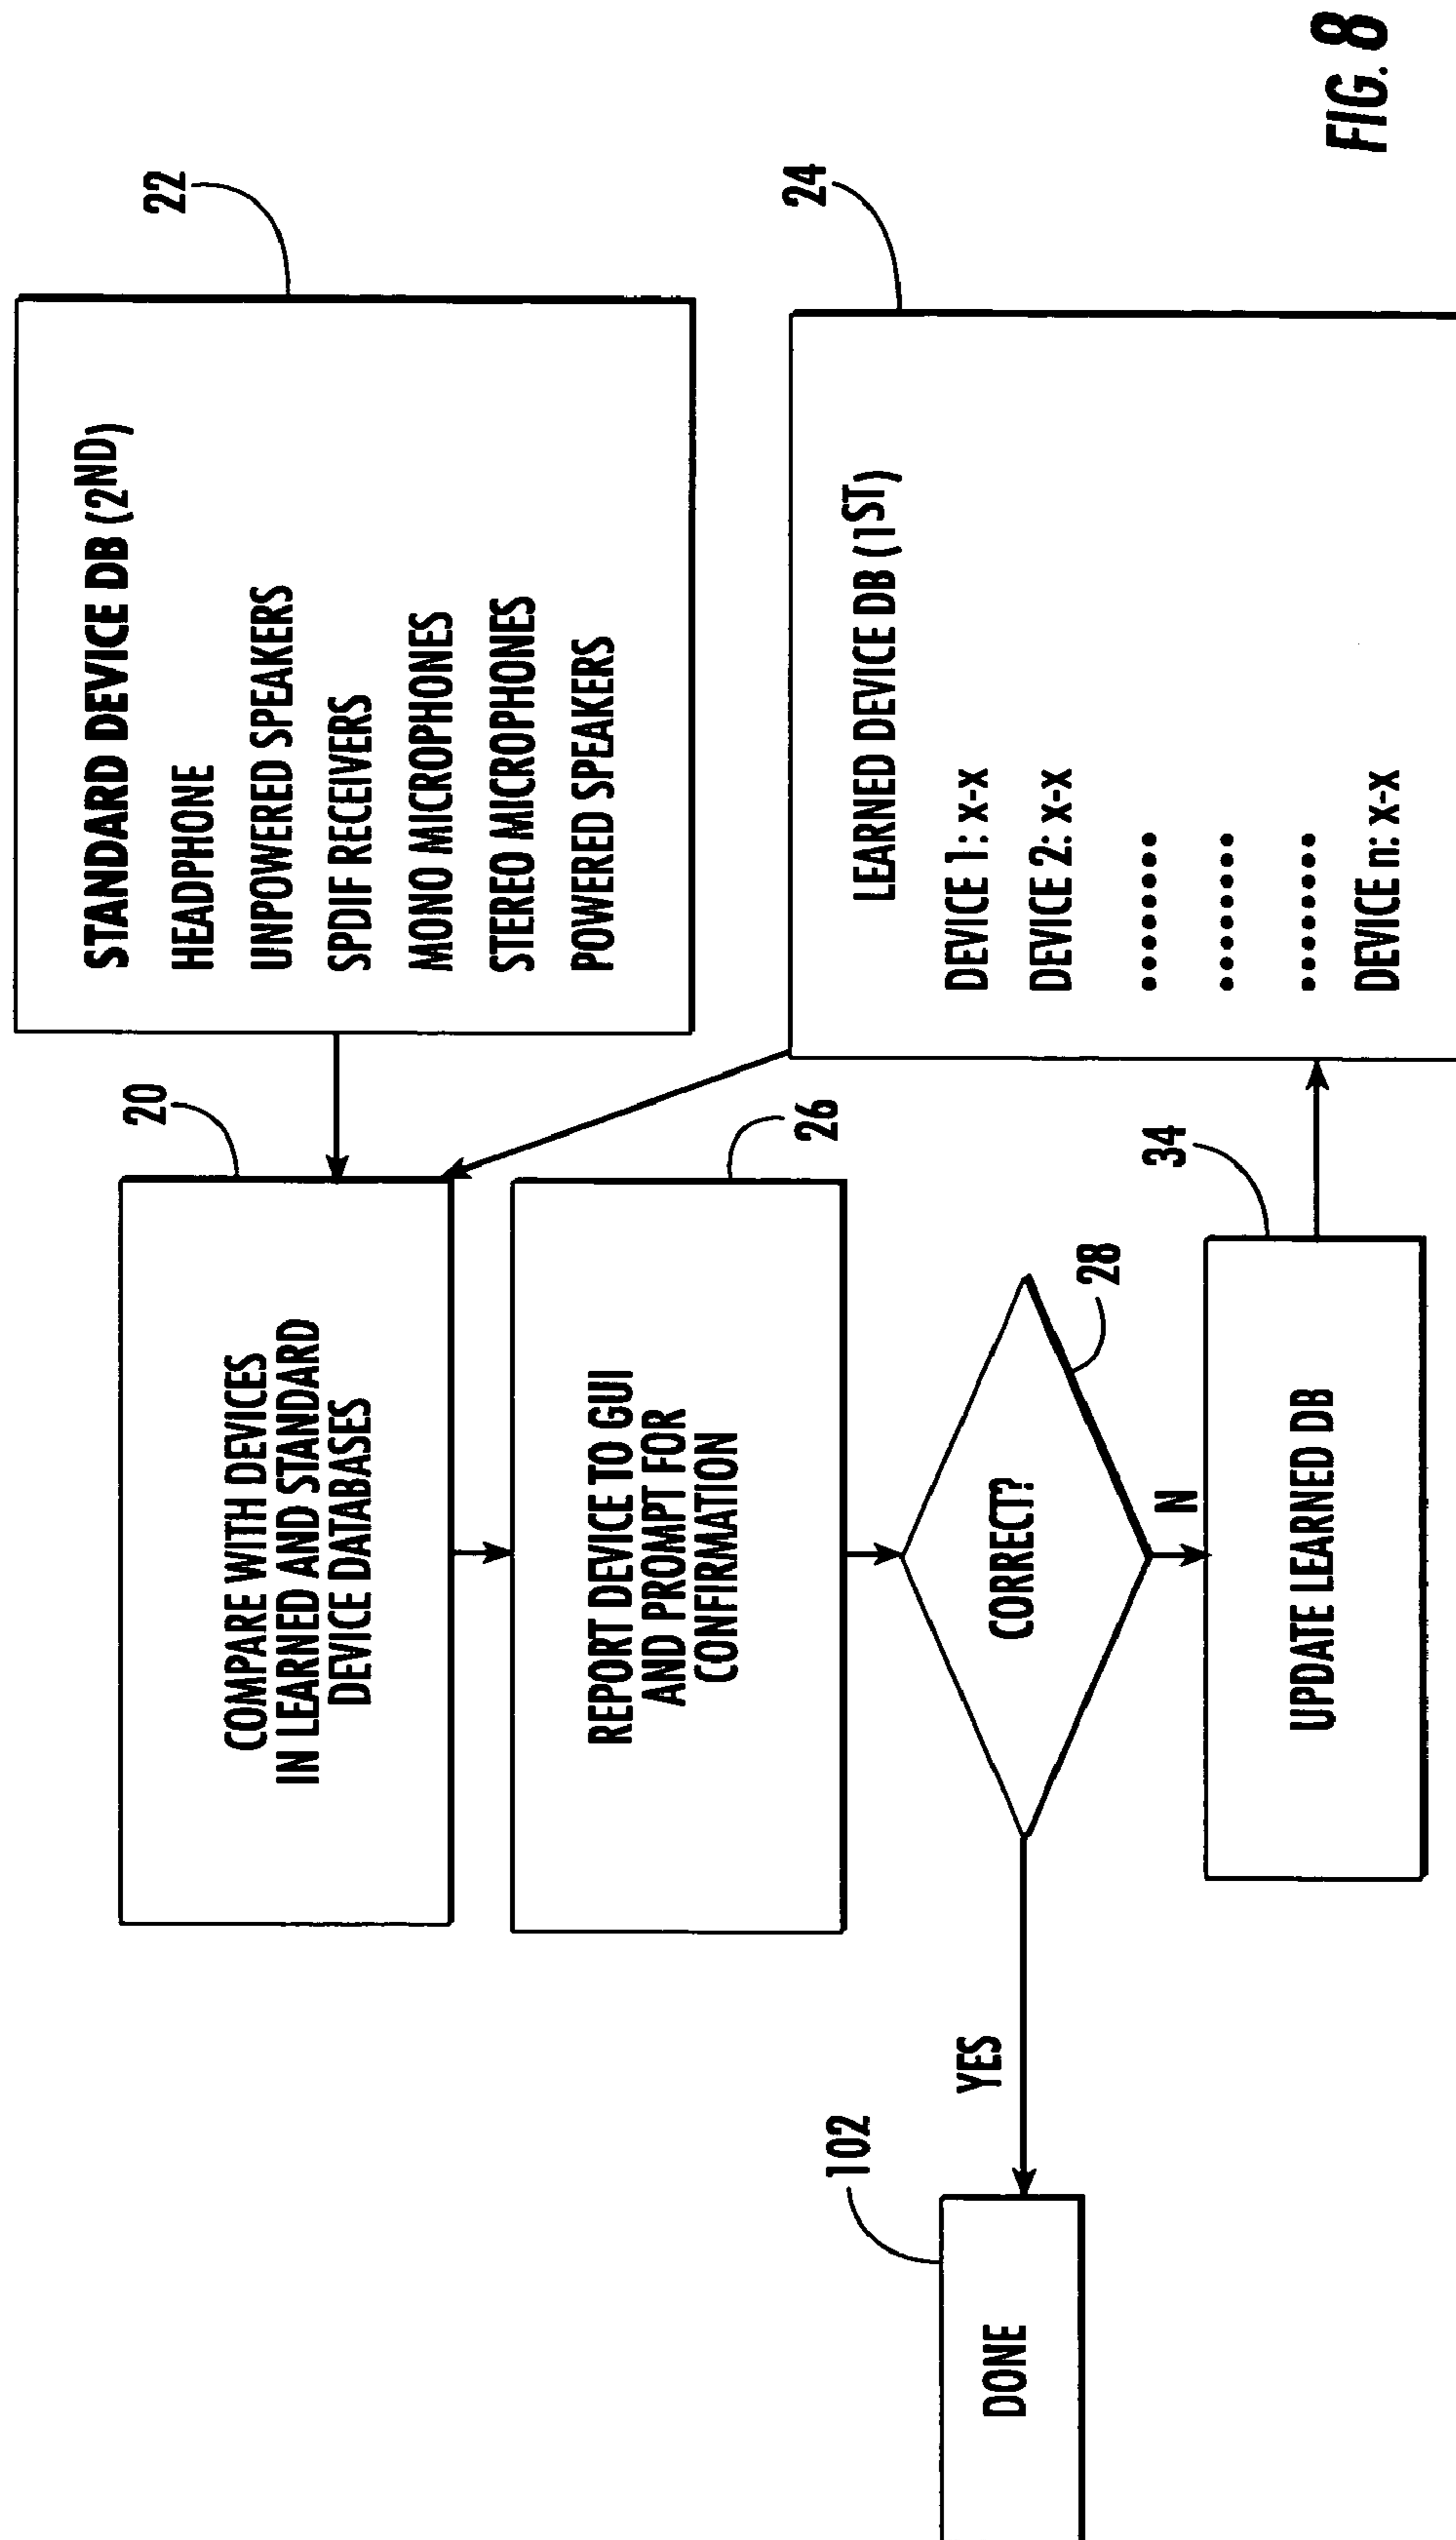 20
COMPARE WITH DEVICES
IN LEARNED AND STANDARD
DEVICE DATABASES
22
STANDARD DEVICE DB (2ND)
HEADPHONE
UNPOWERED SPEAKERS
SPDIF RECEIVERS
MONO MICROPHONES
STEREO MICROPHONES
POWERED SPEAKERS
26
REPORT DEVICE TO GUI
AND PROMPT FOR
CONFIRMATION
24
LEARNED DEVICE DB (1ST)
DEVICE 1: x-x
DEVICE 2: x-x
••••••••
••••••••
••••••••
DEVICE n: x-x
28
CORRECT?
YES
102
DONE
N
34
UPDATE LEARNED DB
FIG. 8